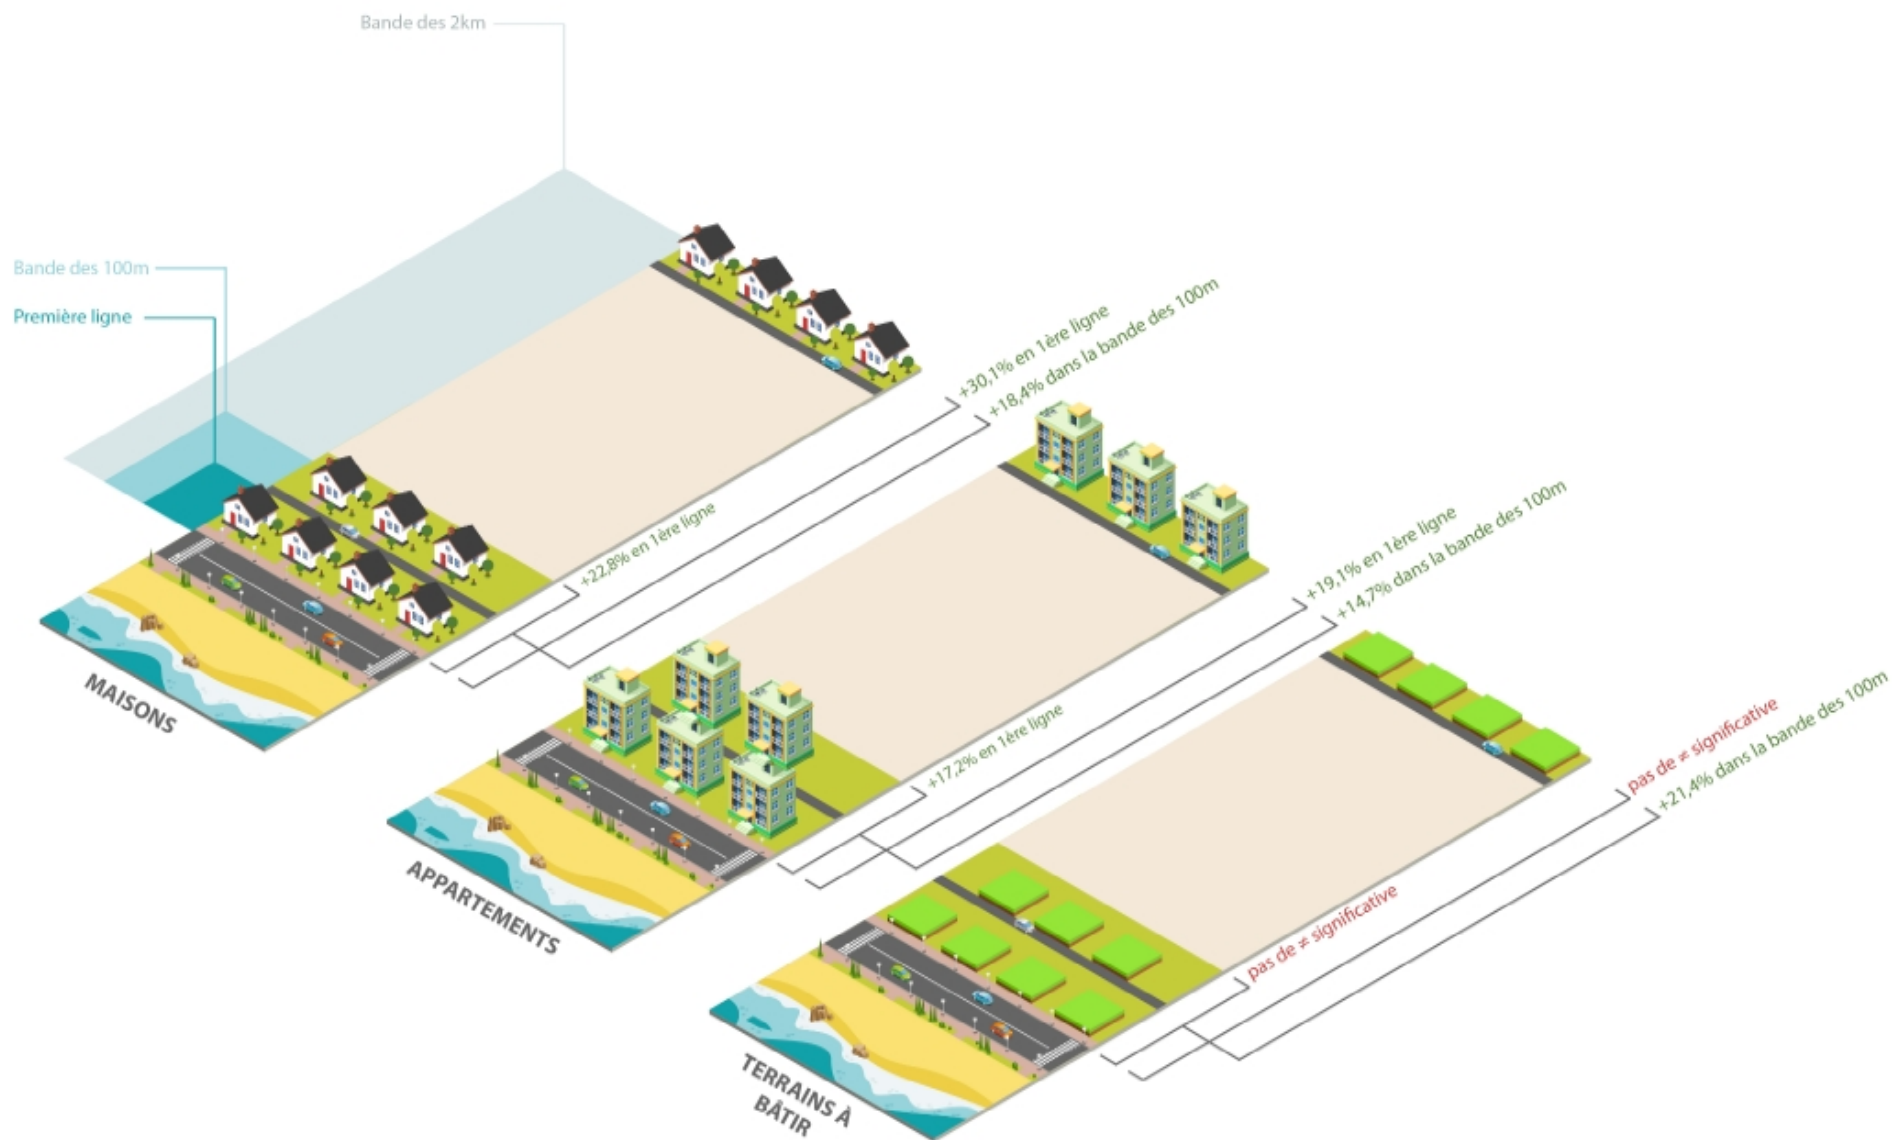 Bande des 2km
Bande des 100m
Première ligne
+30,1% en 1ère ligne
+18,4% dans la bande des 100m
+22,8% en 1ère ligne
MAISONS
+19,1% en 1ère ligne
+14,7% dans la bande des 100m
+17,2% en 1ère ligne
APPARTEMENTS
pas de ≠ significative
+21,4% dans la bande des 100m
pas de ≠ significative
TERRAINS À
BÂTIR